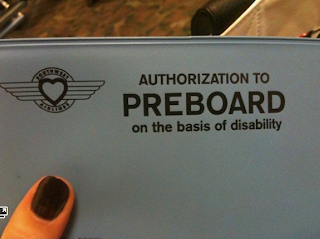 SOUTHWEST
AIRLINES
AUTHORIZATION TO
PREBOARD
on the basis of disability